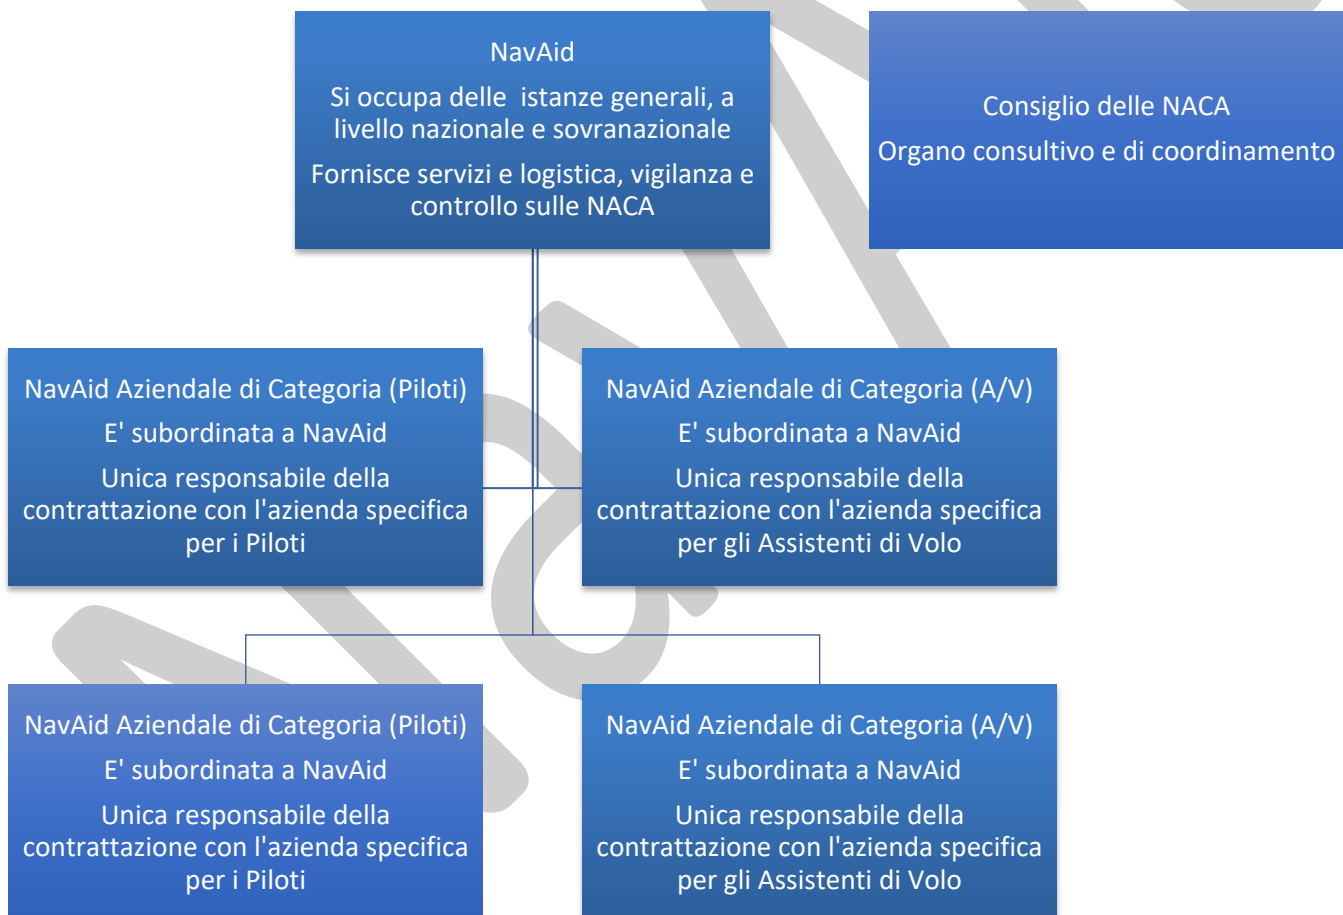 NavAid
Si occupa delle  istanze generali, a
livello nazionale e sovranazionale
Fornisce servizi e logistica, vigilanza e
controllo sulle NACA
Consiglio delle NACA
Organo consultivo e di coordinamento
NavAid Aziendale di Categoria (Piloti)
E' subordinata a NavAid
Unica responsabile della
contrattazione con l'azienda specifica
per i Piloti
NavAid Aziendale di Categoria (A/V)
E' subordinata a NavAid
Unica responsabile della
contrattazione con l'azienda specifica
per gli Assistenti di Volo
NavAid Aziendale di Categoria (Piloti)
E' subordinata a NavAid
Unica responsabile della
contrattazione con l'azienda specifica
per i Piloti
NavAid Aziendale di Categoria (A/V)
E' subordinata a NavAid
Unica responsabile della
contrattazione con l'azienda specifica
per gli Assistenti di Volo